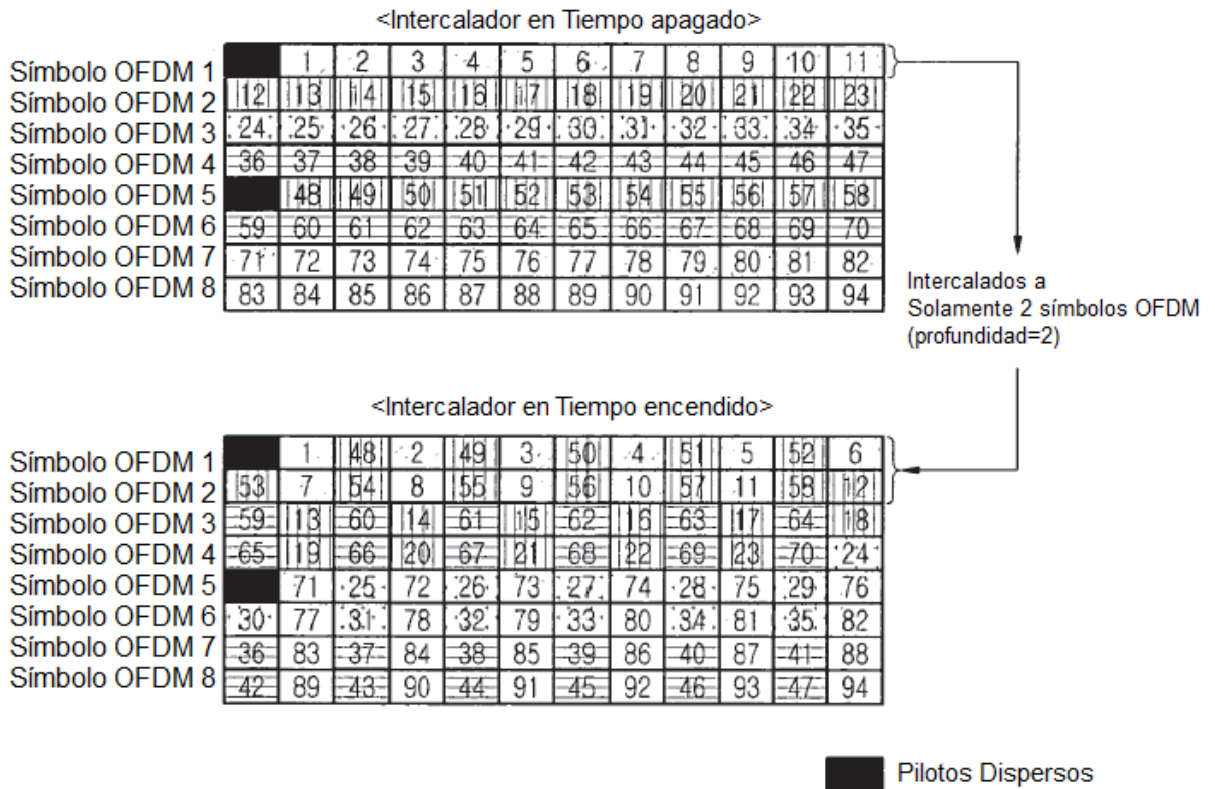 <Intercalador en Tiempo apagado>
Símbolo OFDM 1 1 2 3 4 5 6 7 8 9 10 11
Símbolo OFDM 2 12 13 14 15 16 17 18 19 20 21 22 23
Símbolo OFDM 3 24 25 26 27 28 29 30 31 32 33 34 35
Símbolo OFDM 4 36 37 38 39 40 41 42 43 44 45 46 47
Símbolo OFDM 5 48 49 50 51 52 53 54 55 56 57 58
Símbolo OFDM 6 59 60 61 62 63 64 65 66 67 68 69 70
Símbolo OFDM 7 71 72 73 74 75 76 77 78 79 80 81 82
Símbolo OFDM 8 83 84 85 86 87 88 89 90 91 92 93 94
Intercalados a
Solamente 2 símbolos OFDM
(profundidad=2)
<Intercalador en Tiempo encendido>
Símbolo OFDM 1 1 48 2 49 3 50 4 51 5 52 6
Símbolo OFDM 2 53 7 54 8 55 9 56 10 57 11 58 12
Símbolo OFDM 3 59 13 60 14 61 15 62 16 63 17 64 18
Símbolo OFDM 4 65 19 66 20 67 21 68 22 69 23 70 24
Símbolo OFDM 5 71 25 72 26 73 27 74 28 75 29 76
Símbolo OFDM 6 30 77 31 78 32 79 33 80 34 81 35 82
Símbolo OFDM 7 36 83 37 84 38 85 39 86 40 87 41 88
Símbolo OFDM 8 42 89 43 90 44 91 45 92 46 93 47 94
Pilotos Dispersos